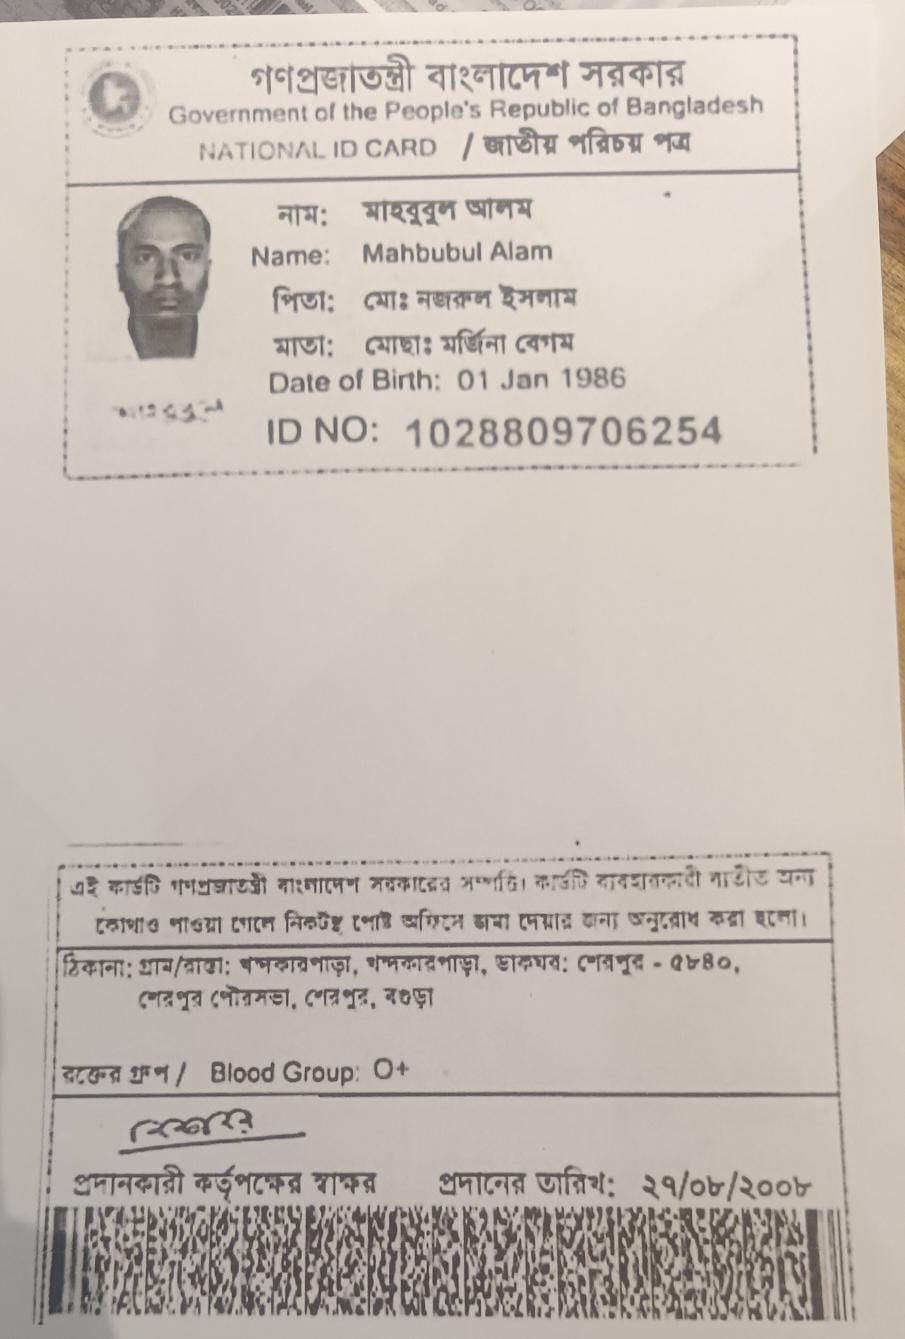 গণপ্রজাতন্ত্রী বাংলাদেশ সরকার
Government of the People's Republic of Bangladesh
NATIONAL ID CARD / জাতীয় পরিচয় পত্র
নাম: মাহবুবুল আলম
Name: Mahbubul Alam
পিতা: মোঃ নজরুল ইসলাম
মাতা: মোছাঃ মর্জিনা বেগম
Date of Birth: 01 Jan 1986
মাহবুবুল
ID NO: 1028809706254
এই কার্ডটি গণপ্রজাতন্ত্রী বাংলাদেশ সরকারের সম্পত্তি। কার্ডটি ব্যবহারকারী ব্যতীত অন্য
কোথাও পাওয়া গেলে নিকটস্থ পোষ্ট অফিসে জমা দেয়ার জন্য অনুরোধ করা হলো।
ঠিকানা: গ্রাম/রাস্তা: খন্দকারপাড়া, খন্দকারপাড়া, ডাকঘর: শেরপুর - ৫৮৪০,
শেরপুর পৌরসভা, শেরপুর, বগুড়া
রক্তের গ্রুপ / Blood Group: O+
প্রদানকারী কর্তৃপক্ষের স্বাক্ষর প্রদানের তারিখ: ২৭/০৮/২০০৮